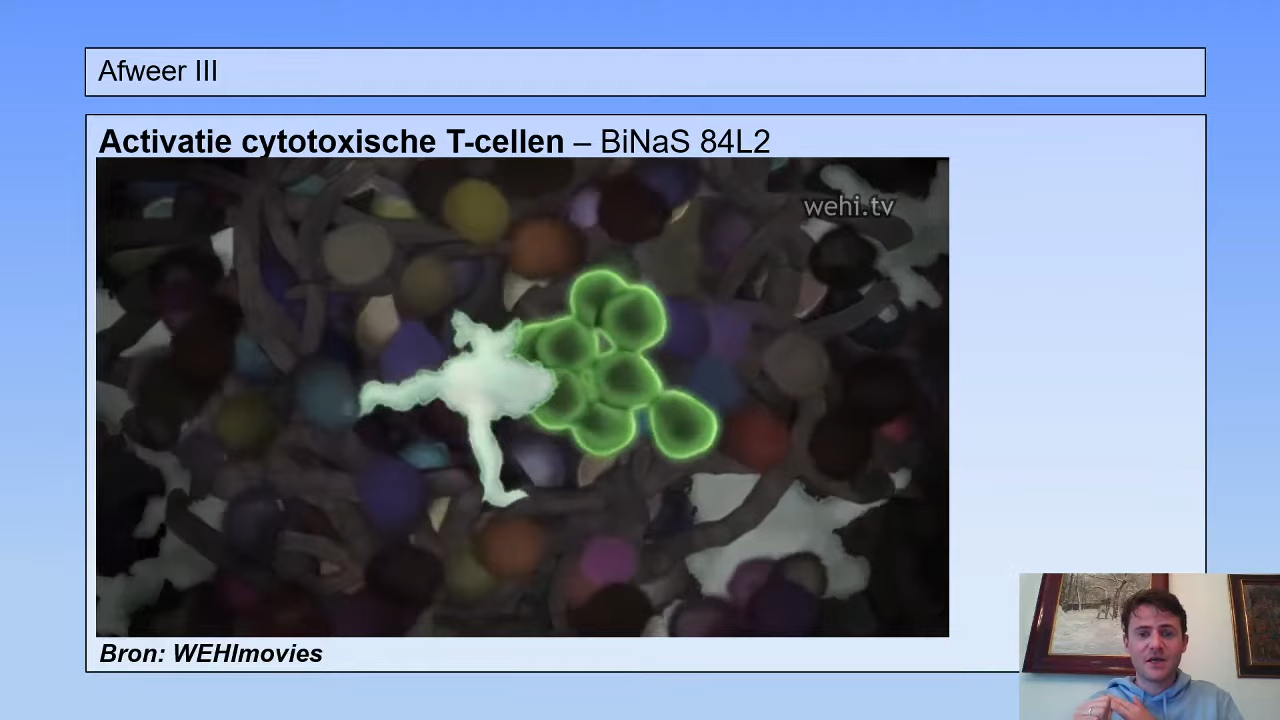 Afweer III
Activatie cytotoxische T-cellen – BiNaS 84L2
wehi.tv
Bron: WEHImovies